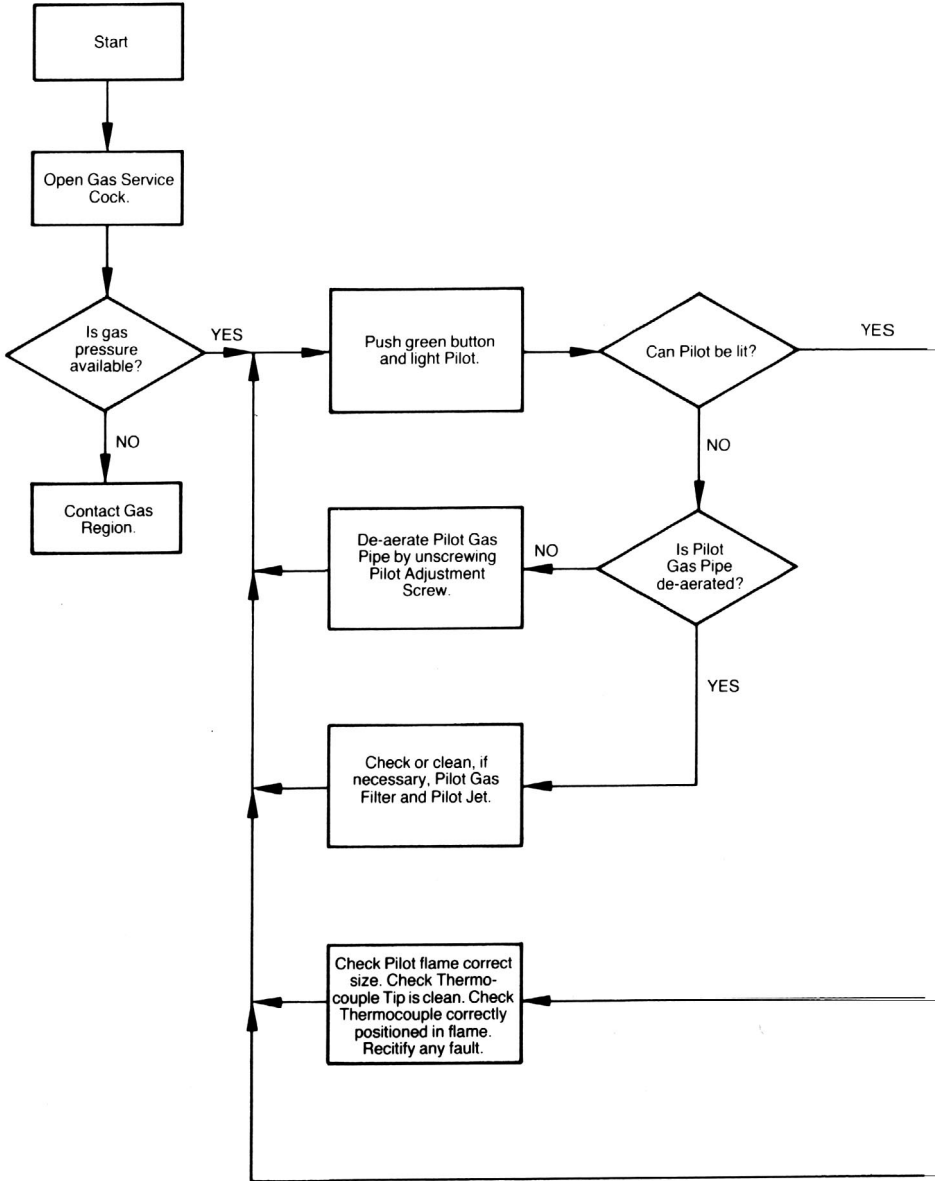 Start
Open Gas Service
Cock.
Is gas
pressure
available?
YES
NO
Contact Gas
Region.
Push green button
and light Pilot.
Can Pilot be lit?
YES
NO
Is Pilot
Gas Pipe
de-aerated?
NO
De-aerate Pilot Gas
Pipe by unscrewing
Pilot Adjustment
Screw.
YES
Check or clean, if
necessary, Pilot Gas
Filter and Pilot Jet.
Check Pilot flame correct
size. Check Thermo-
couple Tip is clean. Check
Thermocouple correctly
positioned in flame.
Recitify any fault.